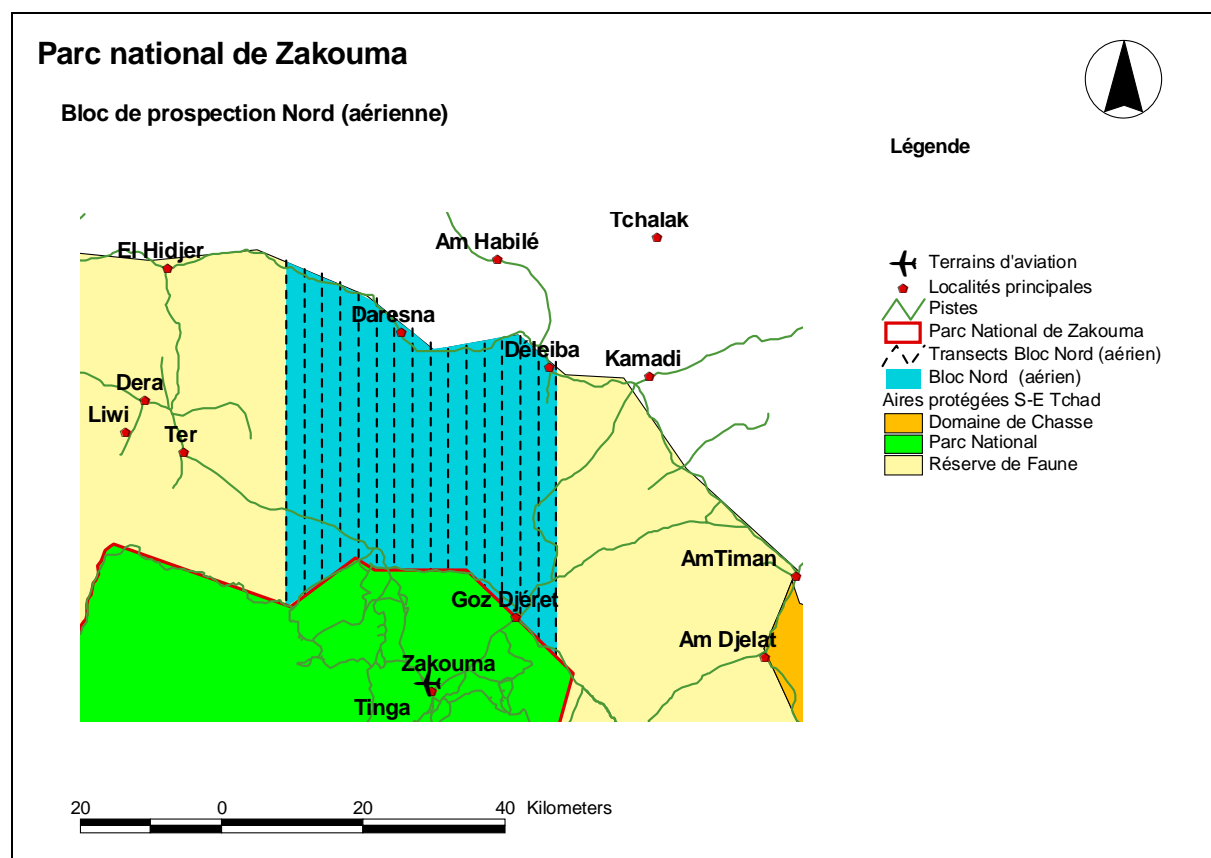 Parc national de Zakouma
Bloc de prospection Nord (aérienne)
Légende
Tchalak
Am Habilé
El Hidjer
Daresna
Déleiba
Kamadi
Dera
Liwi
Ter
AmTiman
Goz Djéret
Am Djelat
Zakouma
Tinga
Terrains d'aviation
Localités principales
Pistes
Parc National de Zakouma
Transects Bloc Nord (aérien)
Bloc Nord (aérien)
Aires protégées S-E Tchad
Domaine de Chasse
Parc National
Réserve de Faune
20 0 20 40 Kilometers